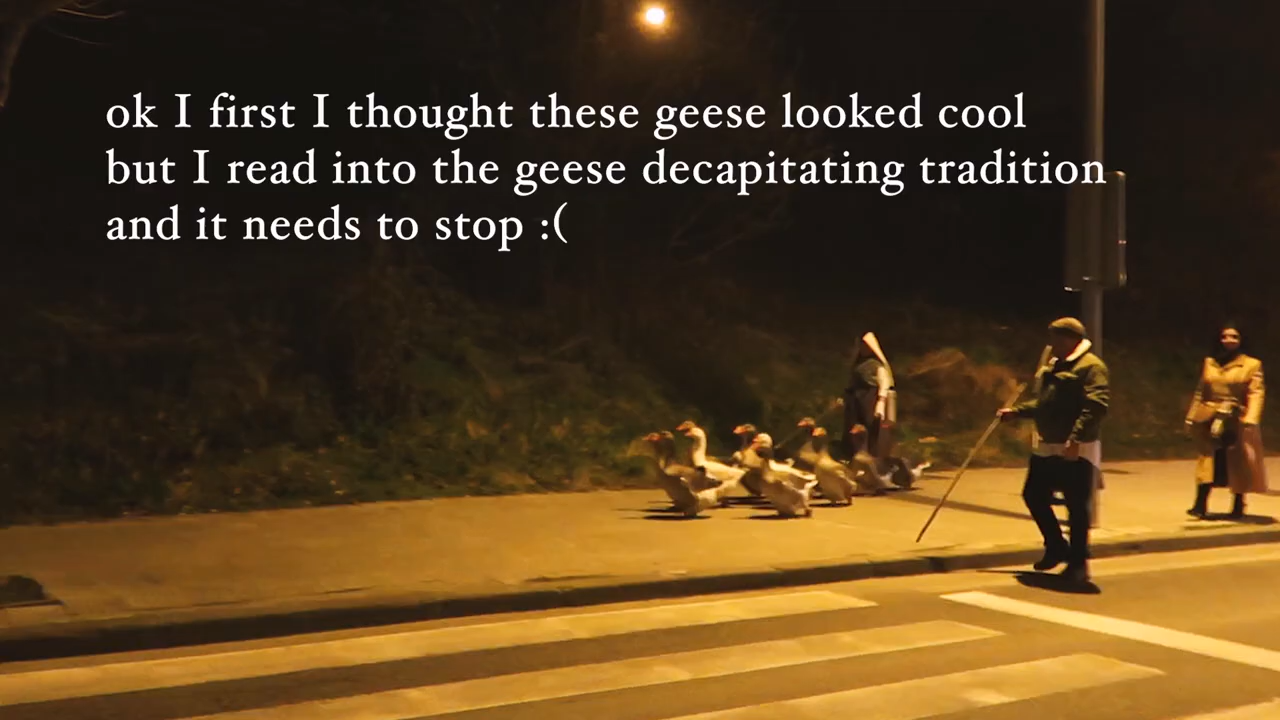 ok I first I thought these geese looked cool
but I read into the geese decapitating tradition
and it needs to stop :(